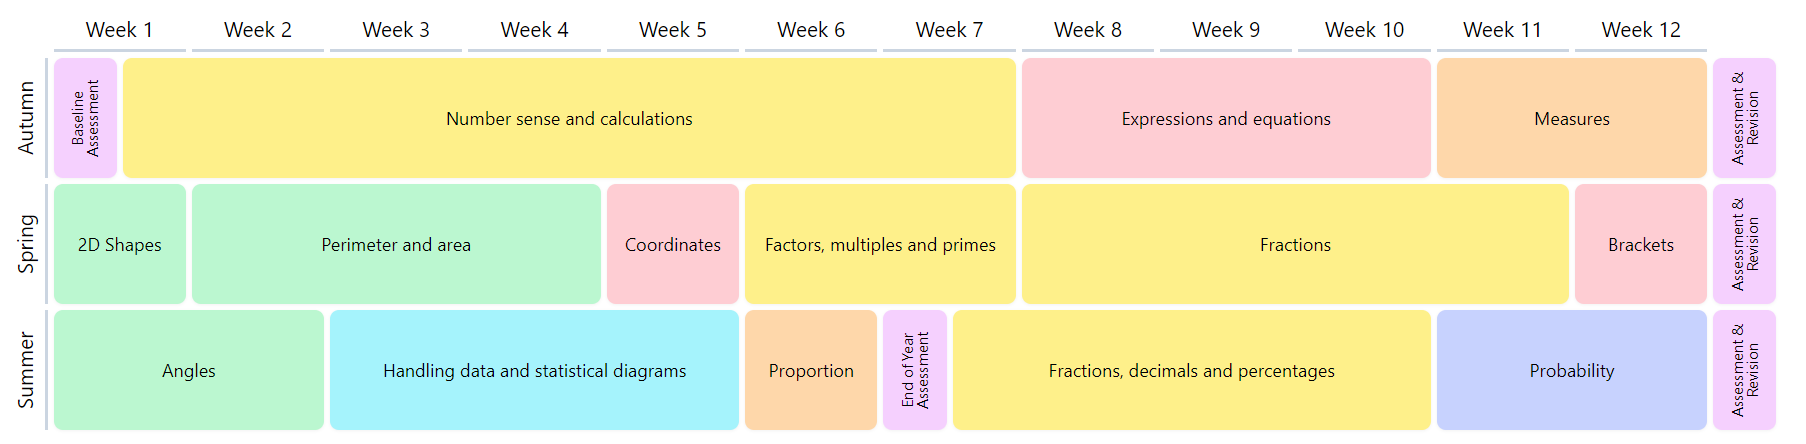 Week 1 Week 2 Week 3 Week 4 Week 5 Week 6 Week 7 Week 8 Week 9 Week 10 Week 11 Week 12
Autumn
Baseline
Assessment
Number sense and calculations
Expressions and equations
Measures
Assessment &
Revision
Spring
2D Shapes
Perimeter and area
Coordinates
Factors, multiples and primes
Fractions
Brackets
Assessment &
Revision
Summer
Angles
Handling data and statistical diagrams
Proportion
End of Year
Assessment
Fractions, decimals and percentages
Probability
Assessment &
Revision